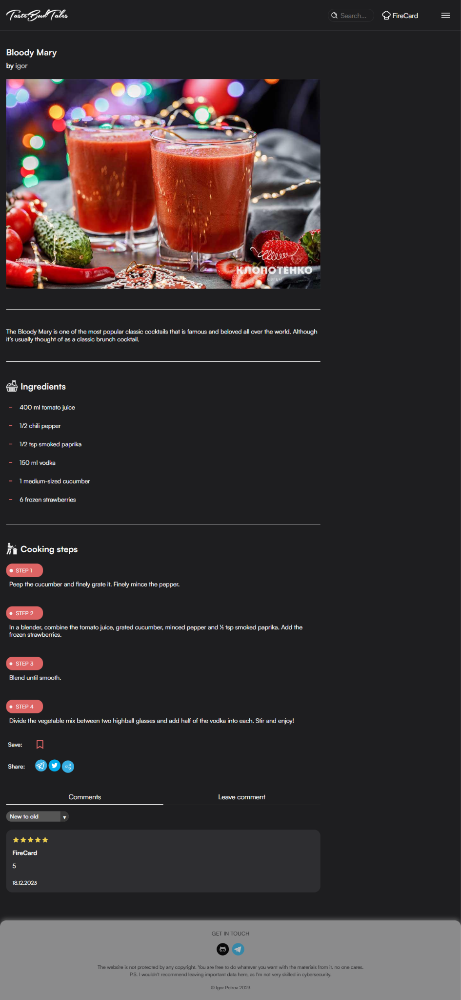 Taste Bud Tales
Search...
FireCard
Bloody Mary
by igor
КЛОПОТЕНКО
ЄВГЕН
The Bloody Mary is one of the most popular classic cocktails that is famous and beloved all over the world. Although
it's usually thought of as a classic brunch cocktail.
Ingredients
400 ml tomato juice
1/2 chili pepper
1/2 tsp smoked paprika
150 ml vodka
1 medium-sized cucumber
6 frozen strawberries
Cooking steps
STEP 1
Peep the cucumber and finely grate it. Finely mince the pepper.
STEP 2
In a blender, combine the tomato juice, grated cucumber, minced pepper and ½ tsp smoked paprika. Add the
frozen strawberries.
STEP 3
Blend until smooth.
STEP 4
Divide the vegetable mix between two highball glasses and add half of the vodka into each. Stir and enjoy!
Save:
Share:
Comments Leave comment
New to old
FireCard
5
18.12.2023
GET IN TOUCH
The website is not protected by any copyright. You are free to do whatever you want with the materials from it, no one cares.
P.S. I wouldn't recommend leaving important data here, as I'm not very skilled in cybersecurity.
© Igor Petrov 2023